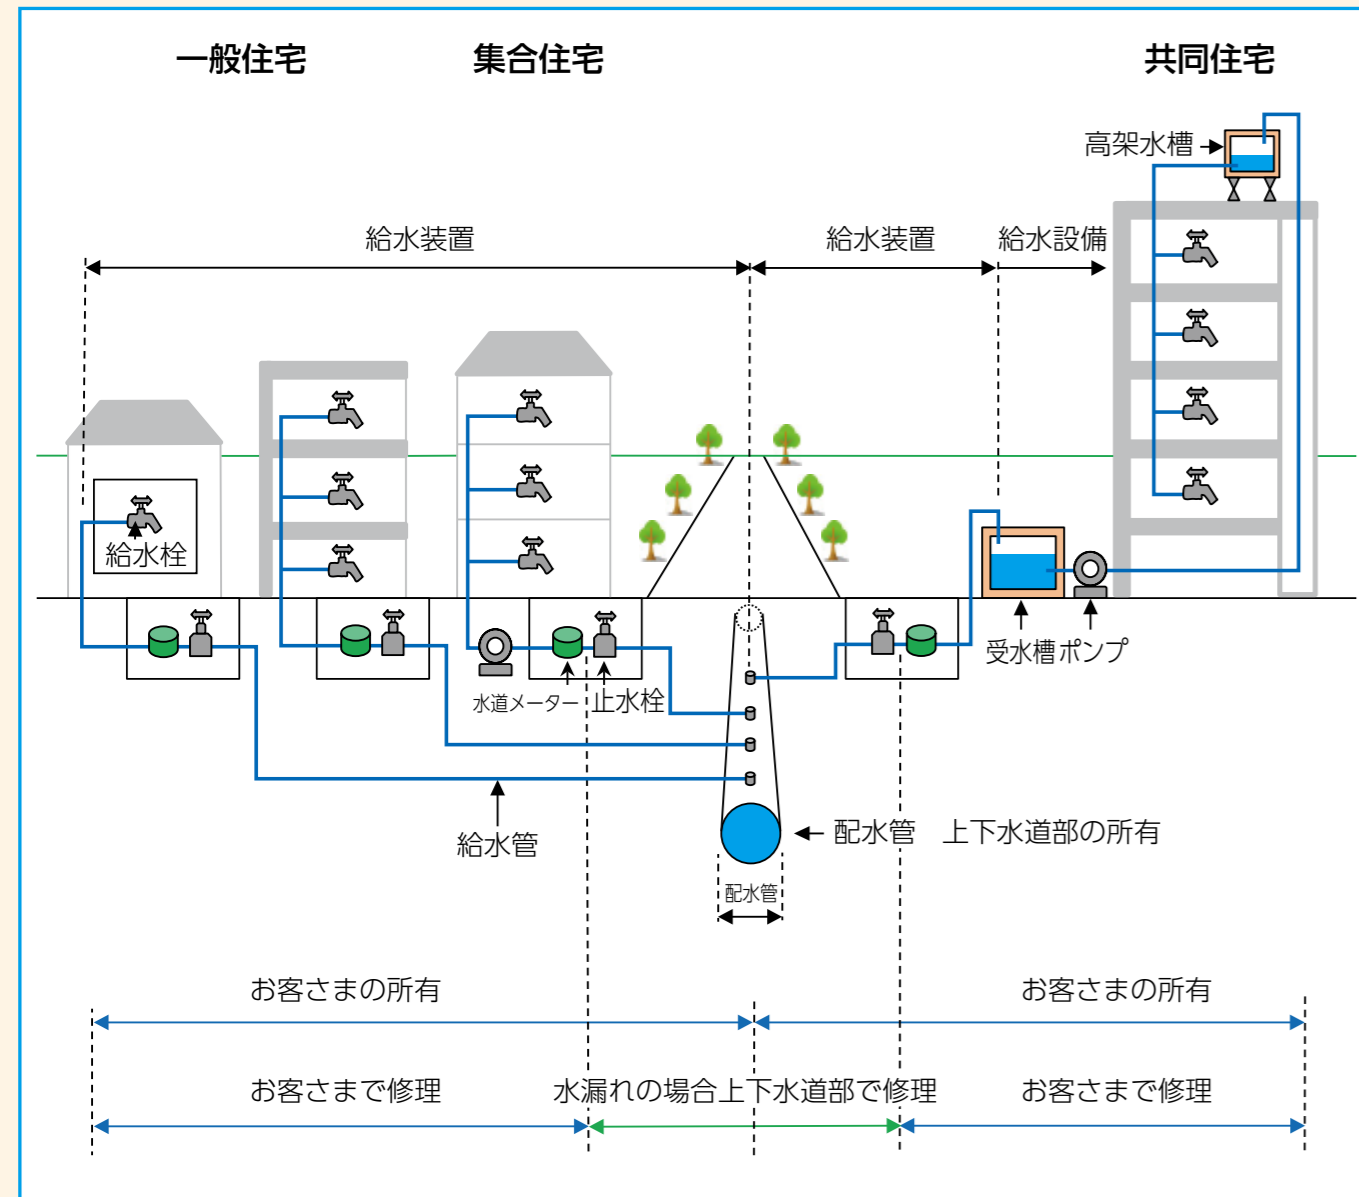 一般住宅
集合住宅
共同住宅
高架水槽
給水装置
給水装置
給水設備
給水栓
水道メーター
止水栓
受水槽
ポンプ
給水管
配水管　上下水道部の所有
配水管
お客さまの所有
お客さまの所有
お客さまで修理
水漏れの場合上下水道部で修理
お客さまで修理